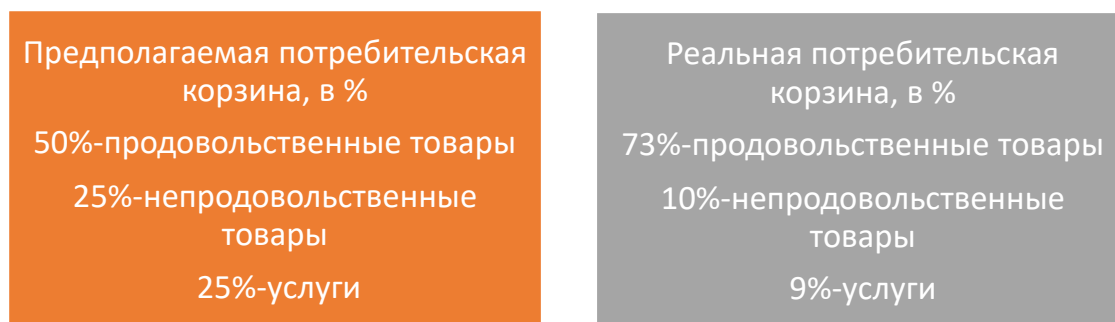 Предполагаемая потребительская
корзина, в %
50%-продовольственные товары
25%-непродовольственные
товары
25%-услуги
Реальная потребительская
корзина, в %
73%-продовольственные товары
10%-непродовольственные
товары
9%-услуги